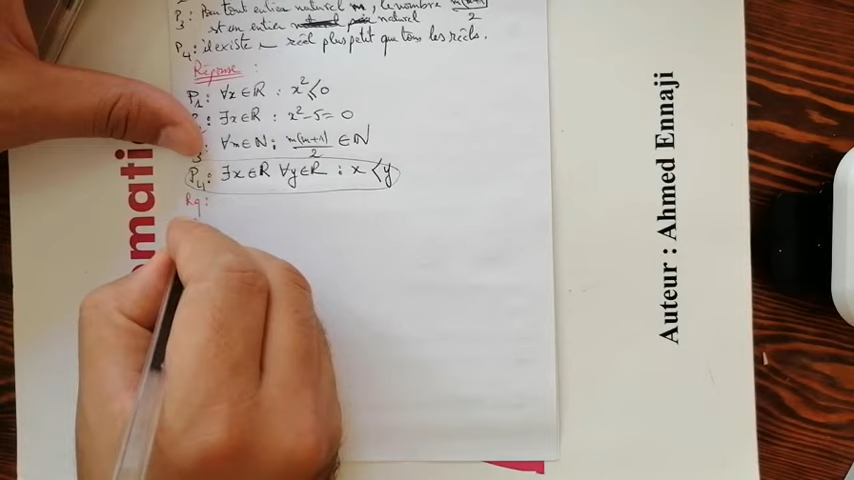 P3: Pour tout entier naturel n, le nombre n(n+1)/2
est un entier naturel
P4: il existe un réel plus petit que tous les réels.
Réponse :
P1: ∀x∈ℝ : x²⩽0
: ∃x∈ℝ : x²-5=0
3: ∀n∈ℕ; n(n+1)/2 ∈ℕ
P4: ∃x∈ℝ ∀y∈ℝ : x⩽y
Rq:
mati
Auteur : Ahmed Ennaji